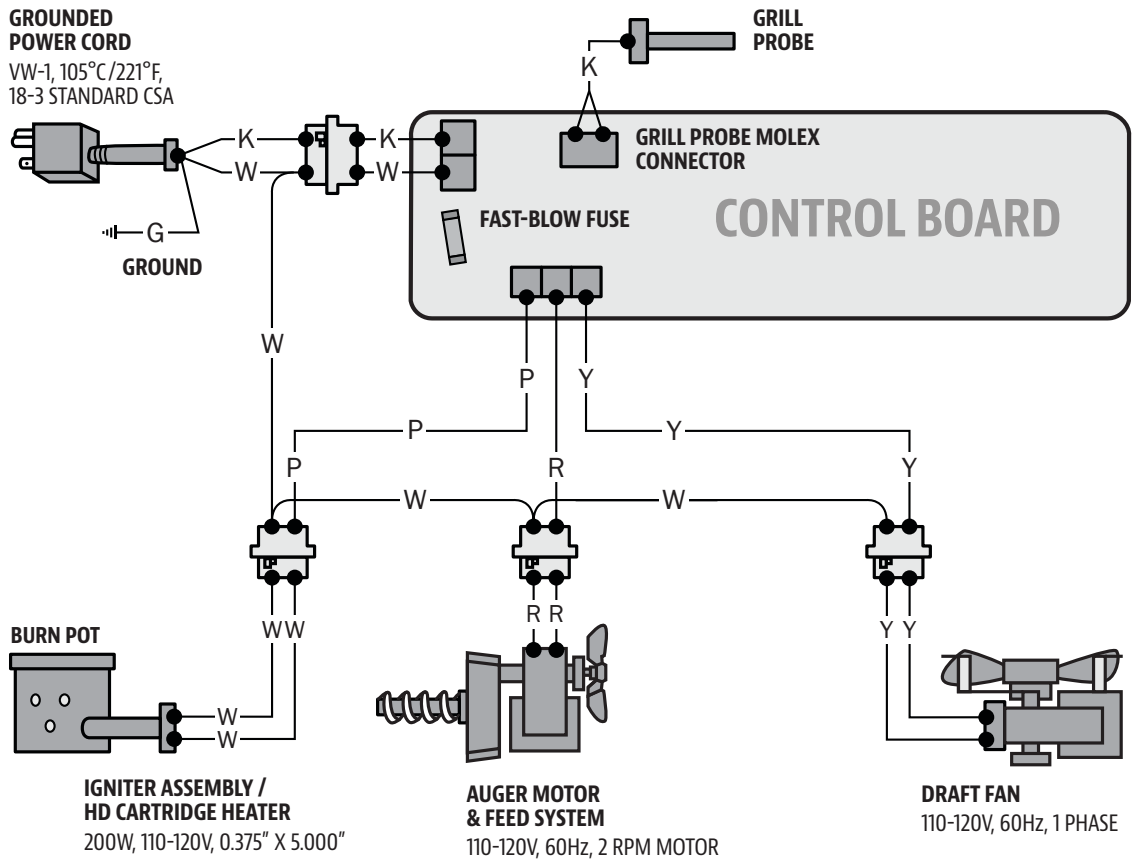 GROUNDED
POWER CORD
VW-1, 105°C/221°F,
18-3 STANDARD CSA
GRILL
PROBE
K
K
K
W
W
G
GROUND
GRILL PROBE MOLEX
CONNECTOR
FAST-BLOW FUSE
CONTROL BOARD
W
P
Y
P
Y
P
R
Y
W
W
R R
W W
Y Y
BURN POT
W
W
IGNITER ASSEMBLY /
HD CARTRIDGE HEATER
200W, 110-120V, 0.375” X 5.000”
AUGER MOTOR
& FEED SYSTEM
110-120V, 60Hz, 2 RPM MOTOR
DRAFT FAN
110-120V, 60Hz, 1 PHASE